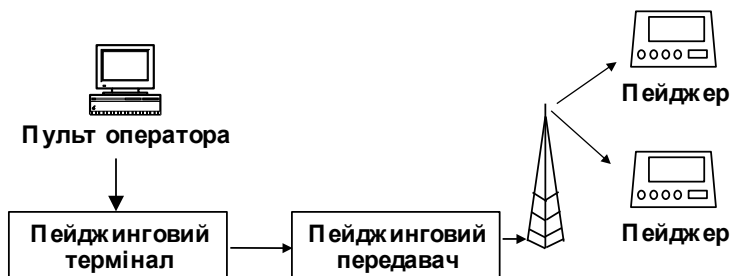 Пейджер
Пульт оператора
Пейджер
Пейджинговий
термінал
Пейджинговий
передавач